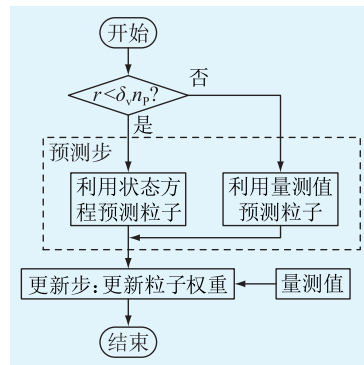 开始
r<δᵥnₚ?
否
是
预测步
利用状态方
程预测粒子
利用量测值
预测粒子
更新步:更新粒子权重
量测值
结束